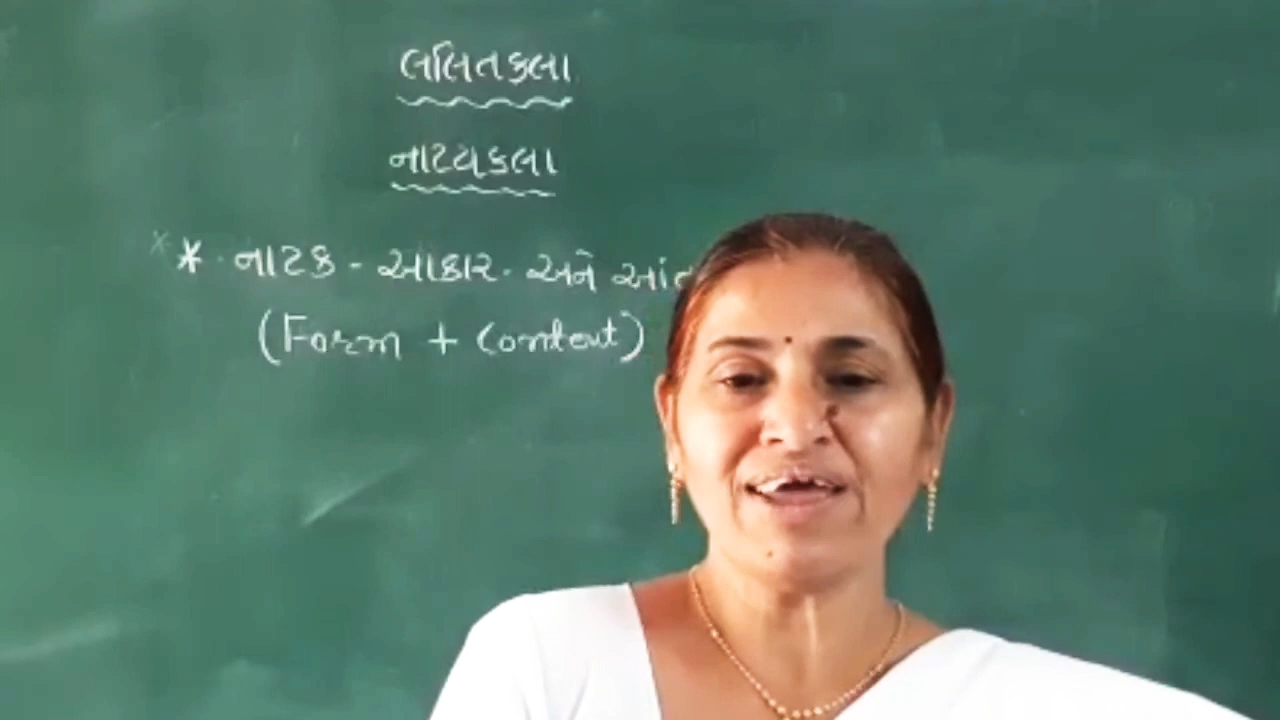 લલિતકલા
નાટ્યકલા
* નાટક - આકાર અને
(Form + Content)